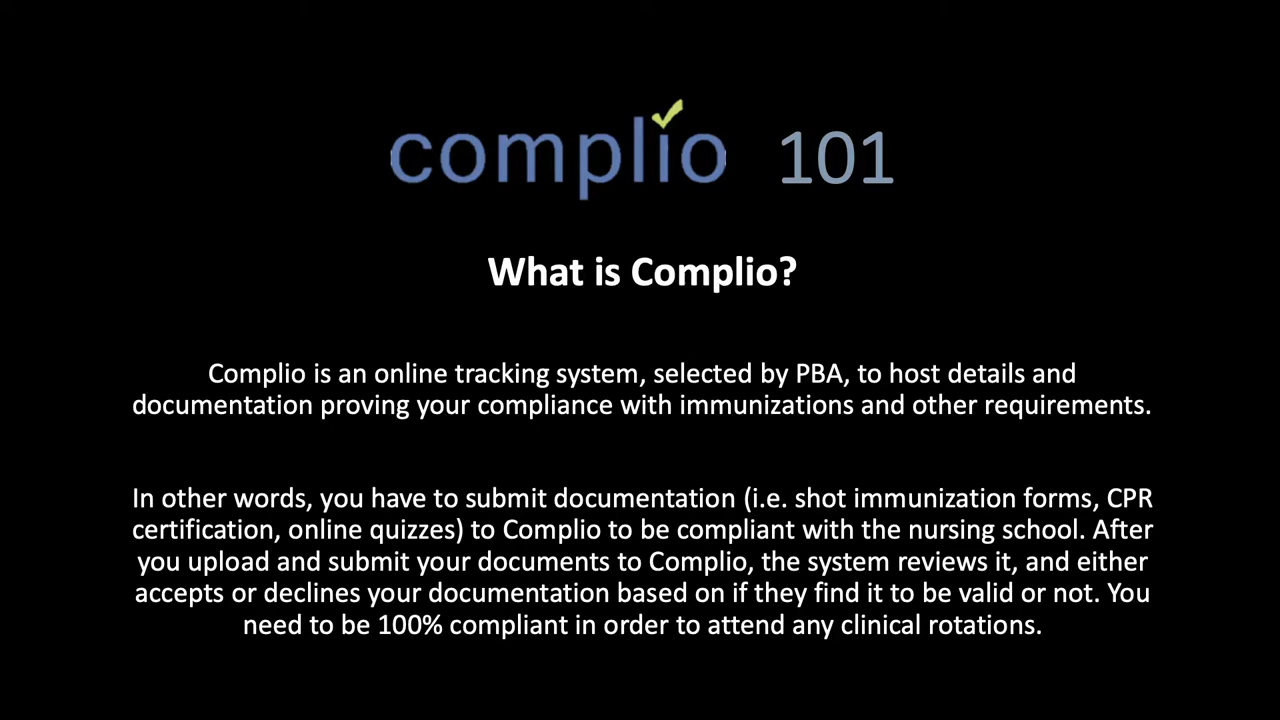 complio 101
What is Complio?
Complio is an online tracking system, selected by PBA, to host details and
documentation proving your compliance with immunizations and other requirements.
In other words, you have to submit documentation (i.e. shot immunization forms, CPR
certification, online quizzes) to Complio to be compliant with the nursing school. After
you upload and submit your documents to Complio, the system reviews it, and either
accepts or declines your documentation based on if they find it to be valid or not. You
need to be 100% compliant in order to attend any clinical rotations.